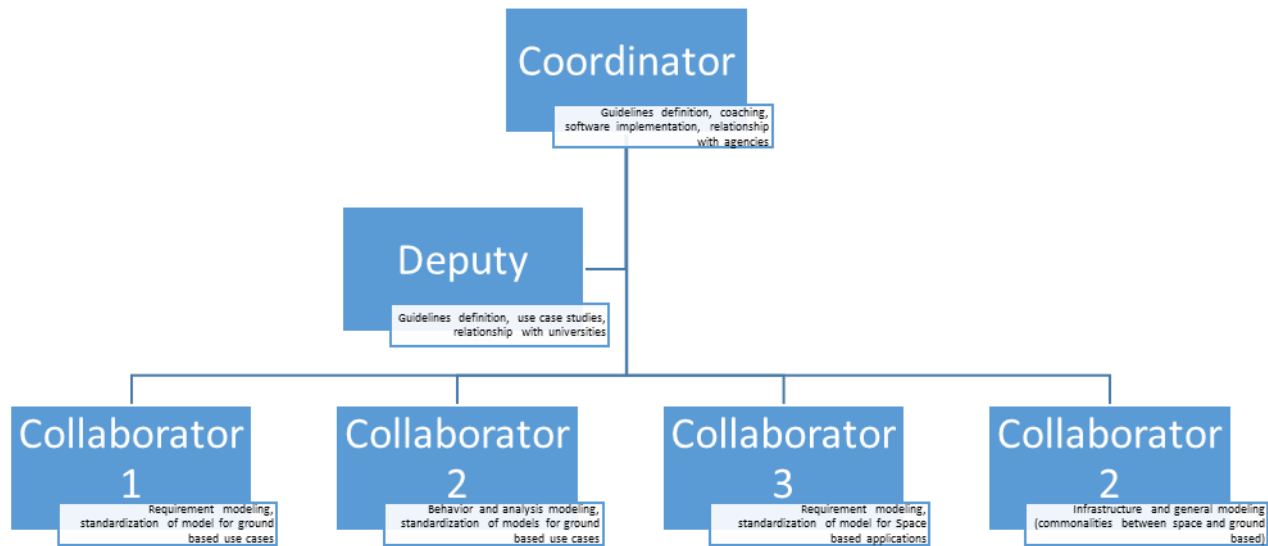 Coordinator
Guidelines definition, coaching,
software implementation, relationship
with agencies
Deputy
Guidelines definition, use case studies,
relationship with universities
Collaborator
1
Requirement modeling,
standardization of model for ground
based use cases
Collaborator
2
Behavior and analysis modeling,
standardization of models for ground
based use cases
Collaborator
3
Requirement modeling,
standardization of model for Space
based applications
Collaborator
2
Infrastructure and general modeling
(commonalities between space and ground
based)